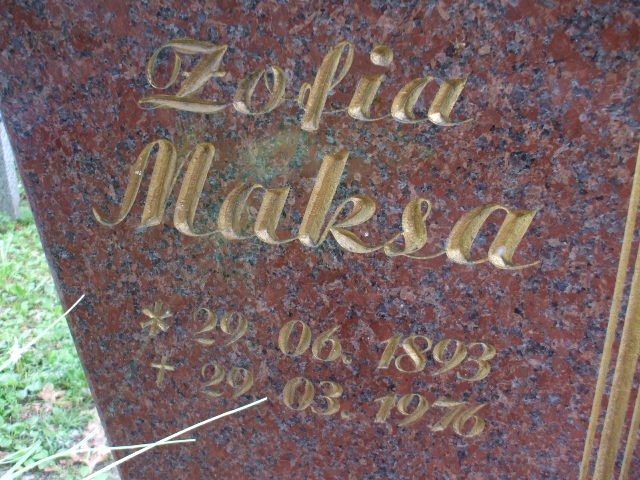 Zofia
Maksa
* 29. 06. 1893
+ 29. 03. 1976